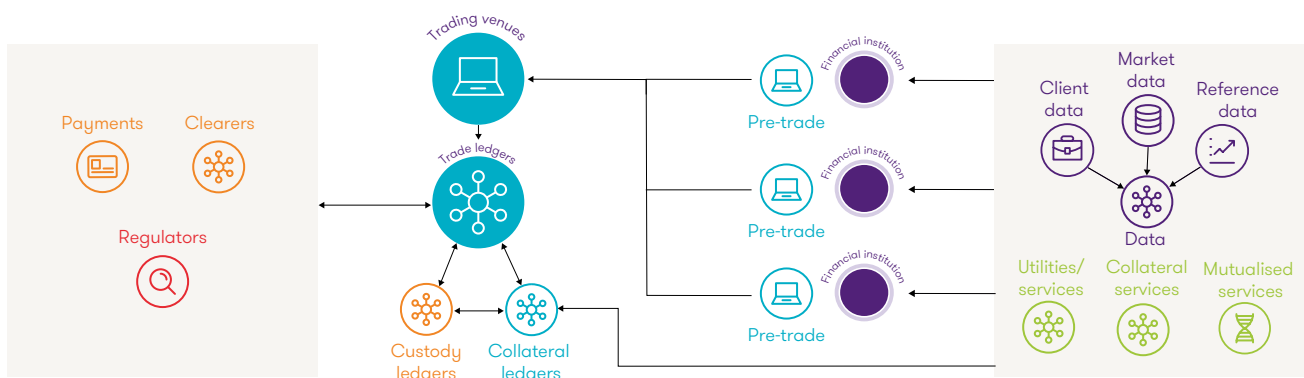 Payments
Clearers
Regulators
Trading venues
Trade ledgers
Custody
ledgers
Collateral
ledgers
Pre-trade
Financial institution
Pre-trade
Financial institution
Pre-trade
Financial institution
Client
data
Market
data
Reference
data
Data
Utilities/
services
Collateral
services
Mutualised
services